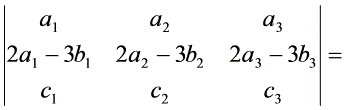 | a₁ a₂ a₃ |
| 2a₁ − 3b₁ 2a₂ − 3b₂ 2a₃ − 3b₃ | =
| c₁ c₂ c₃ |